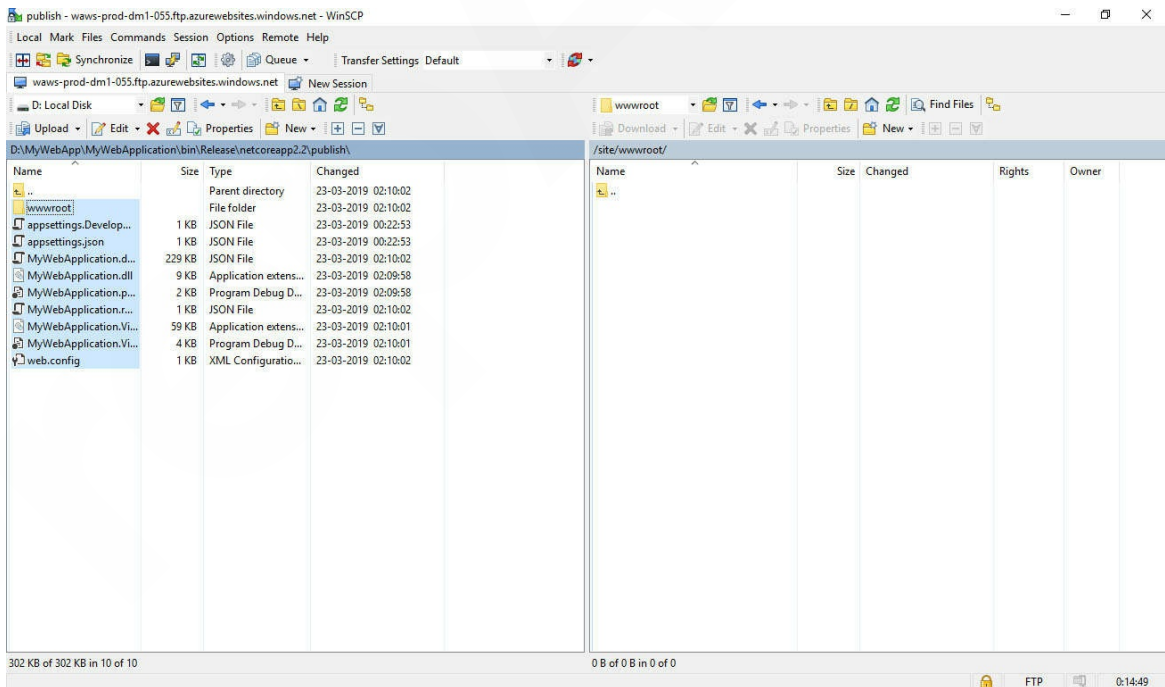 publish - waws-prod-dm1-055.ftp.azurewebsites.windows.net - WinSCP
Local Mark Files Commands Session Options Remote Help
Synchronize Queue Transfer Settings Default
waws-prod-dm1-055.ftp.azurewebsites.windows.net New Session
D: Local Disk
Upload Edit Properties New
D:\MyWebApp\MyWebApplication\bin\Release\netcoreapp2.2\publish\
Name Size Type Changed
.. Parent directory 23-03-2019 02:10:02
wwwroot File folder 23-03-2019 02:10:02
appsettings.Develop... 1 KB JSON File 23-03-2019 00:22:53
appsettings.json 1 KB JSON File 23-03-2019 00:22:53
MyWebApplication.d... 229 KB JSON File 23-03-2019 02:10:02
MyWebApplication.dll 9 KB Application extens... 23-03-2019 02:09:58
MyWebApplication.p... 2 KB Program Debug D... 23-03-2019 02:09:58
MyWebApplication.r... 1 KB JSON File 23-03-2019 02:10:02
MyWebApplication.Vi... 59 KB Application extens... 23-03-2019 02:10:01
MyWebApplication.Vi... 4 KB Program Debug D... 23-03-2019 02:10:01
web.config 1 KB XML Configuratio... 23-03-2019 02:10:02
302 KB of 302 KB in 10 of 10
wwwroot Find Files
Download Edit Properties New
/site/wwwroot/
Name Size Changed Rights Owner
..
0 B of 0 B in 0 of 0
FTP 0:14:49